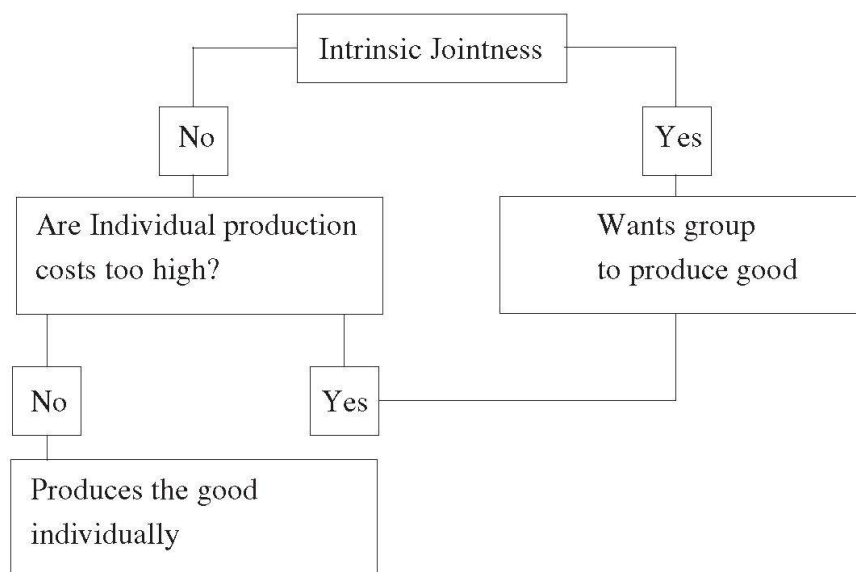 Intrinsic Jointness
No
Yes
Are Individual production
costs too high?
Wants group
to produce good
No
Yes
Produces the good
individually